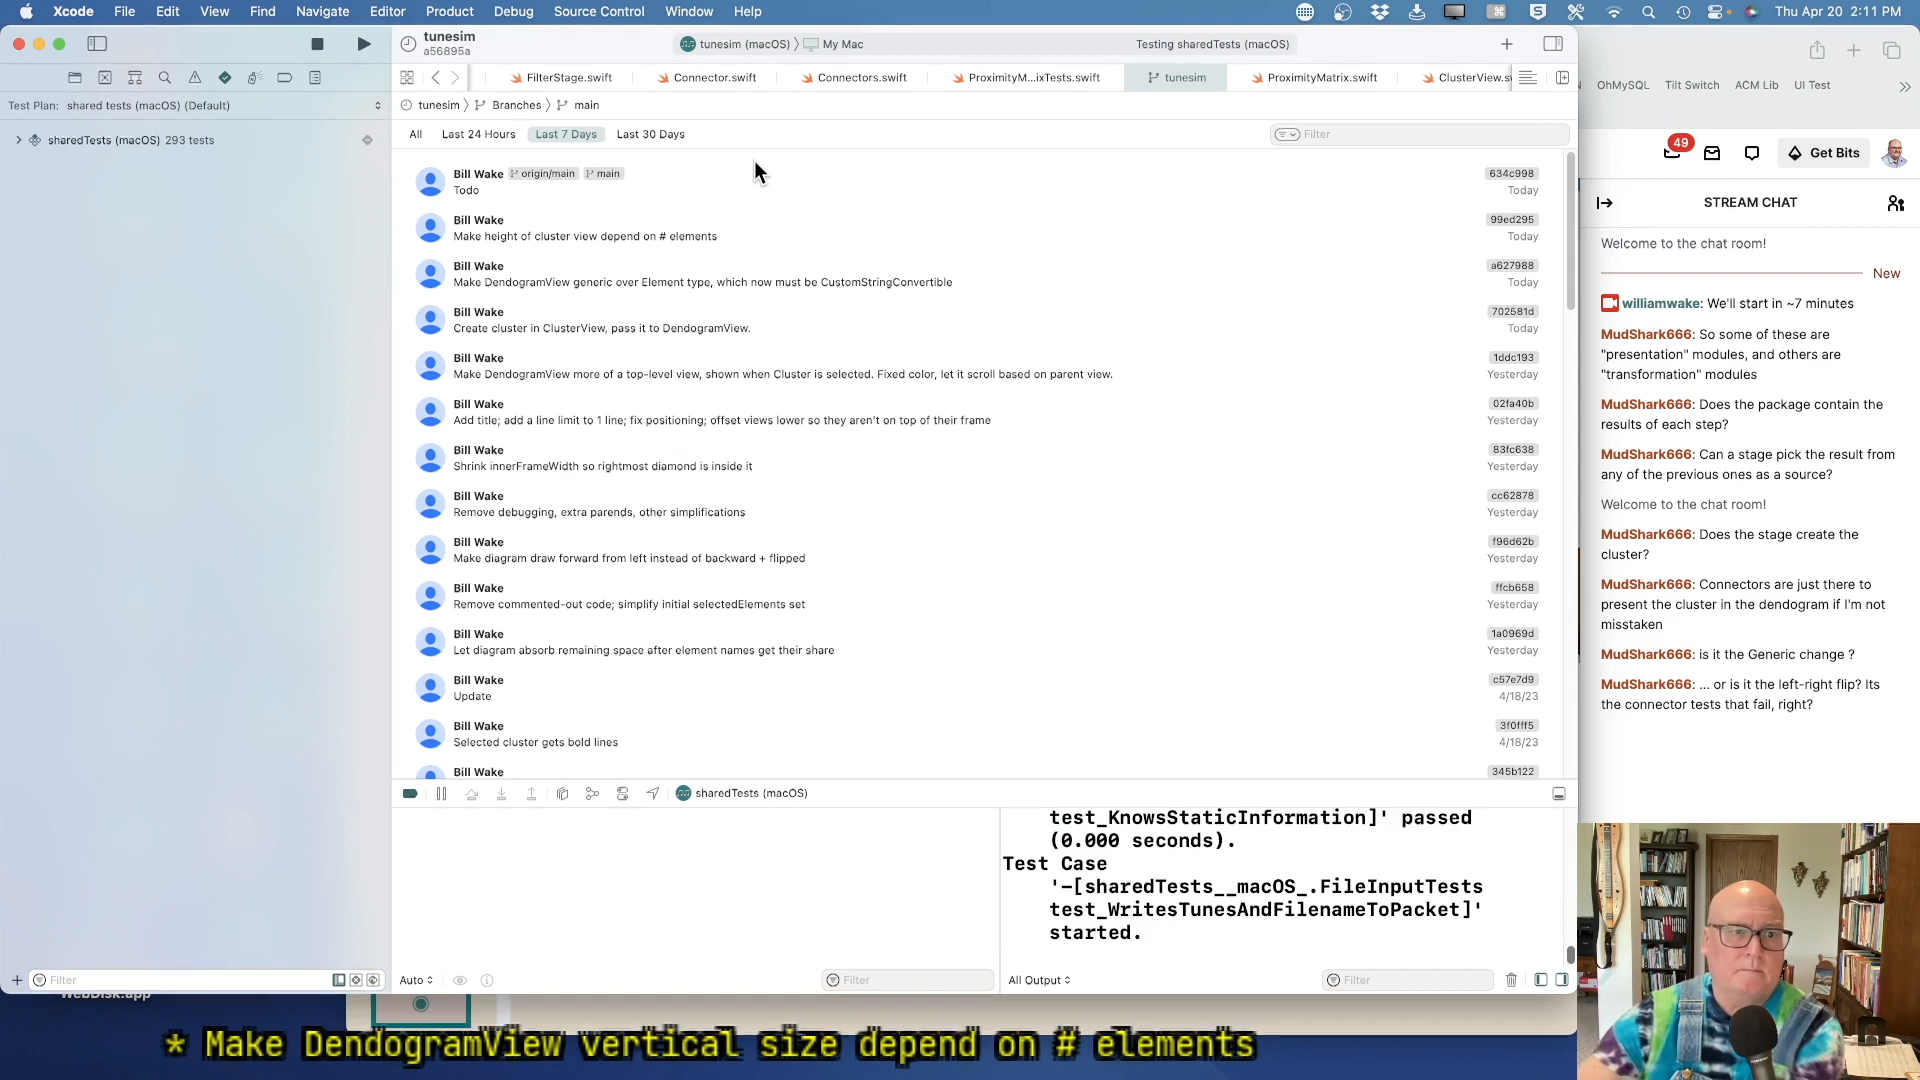 Xcode File Edit View Find Navigate Editor Product Debug Source Control Window Help Thu Apr 20 2:11 PM
tunesim
a56895a
tunesim (macOS) My Mac Testing sharedTests (macOS)
FilterStage.swift Connector.swift Connectors.swift ProximityM...ixTests.swift tunesim ProximityMatrix.swift ClusterView.s
Test Plan: shared tests (macOS) (Default)
tunesim Branches main
sharedTests (macOS) 293 tests
All Last 24 Hours Last 7 Days Last 30 Days Filter
Bill Wake origin/main main 634c998
Todo Today
Bill Wake 99ed295
Make height of cluster view depend on # elements Today
Bill Wake a627988
Make DendogramView generic over Element type, which now must be CustomStringConvertible Today
Bill Wake 702581d
Create cluster in ClusterView, pass it to DendogramView. Today
Bill Wake 1ddc193
Make DendogramView more of a top-level view, shown when Cluster is selected. Fixed color, let it scroll based on parent view. Yesterday
Bill Wake 02fa40b
Add title; add a line limit to 1 line; fix positioning; offset views lower so they aren't on top of their frame Yesterday
Bill Wake 83fc638
Shrink innerFrameWidth so rightmost diamond is inside it Yesterday
Bill Wake cc62878
Remove debugging, extra parends, other simplifications Yesterday
Bill Wake f96d62b
Make diagram draw forward from left instead of backward + flipped Yesterday
Bill Wake ffcb658
Remove commented-out code; simplify initial selectedElements set Yesterday
Bill Wake 1a0969d
Let diagram absorb remaining space after element names get their share Yesterday
Bill Wake c57e7d9
Update 4/18/23
Bill Wake 3f0fff5
Selected cluster gets bold lines 4/18/23
Bill Wake 345b122
sharedTests (macOS)
test_KnowsStaticInformation]' passed
(0.000 seconds).
Test Case
'-[sharedTests__macOS_.FileInputTests
test_WritesTunesAndFilenameToPacket]'
started.
Filter Auto Filter All Output Filter
WebDisk.app
* Make DendogramView vertical size depend on # elements
OhMySQL Tilt Switch ACM Lib UI Test
49 Get Bits
STREAM CHAT
Welcome to the chat room!
New
williamwake: We'll start in ~7 minutes
MudShark666: So some of these are
"presentation" modules, and others are
"transformation" modules
MudShark666: Does the package contain the
results of each step?
MudShark666: Can a stage pick the result from
any of the previous ones as a source?
Welcome to the chat room!
MudShark666: Does the stage create the
cluster?
MudShark666: Connectors are just there to
present the cluster in the dendogram if I'm not
misstaken
MudShark666: is it the Generic change ?
MudShark666: ... or is it the left-right flip? Its
the connector tests that fail, right?